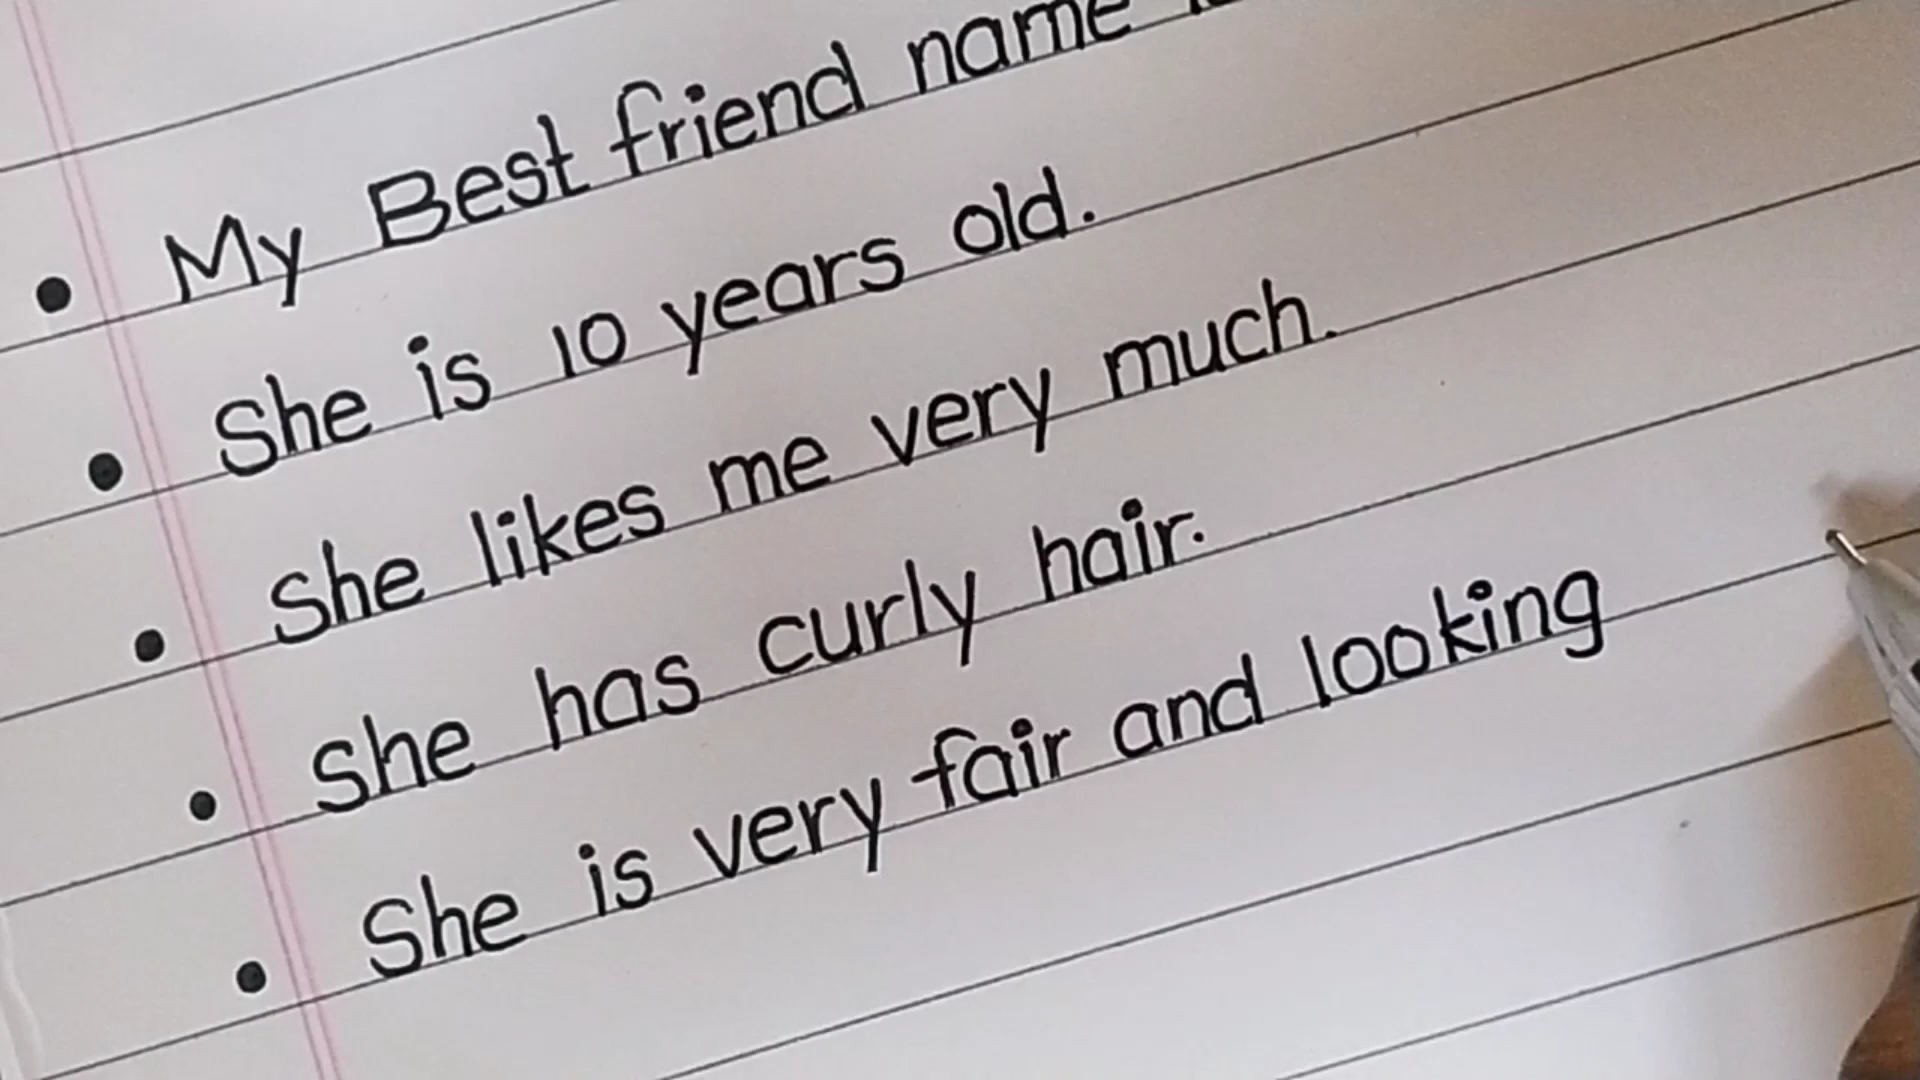 • My Best friend name
• She is 10 years old.
• She likes me very much.
• She has curly hair.
• She is very fair and looking